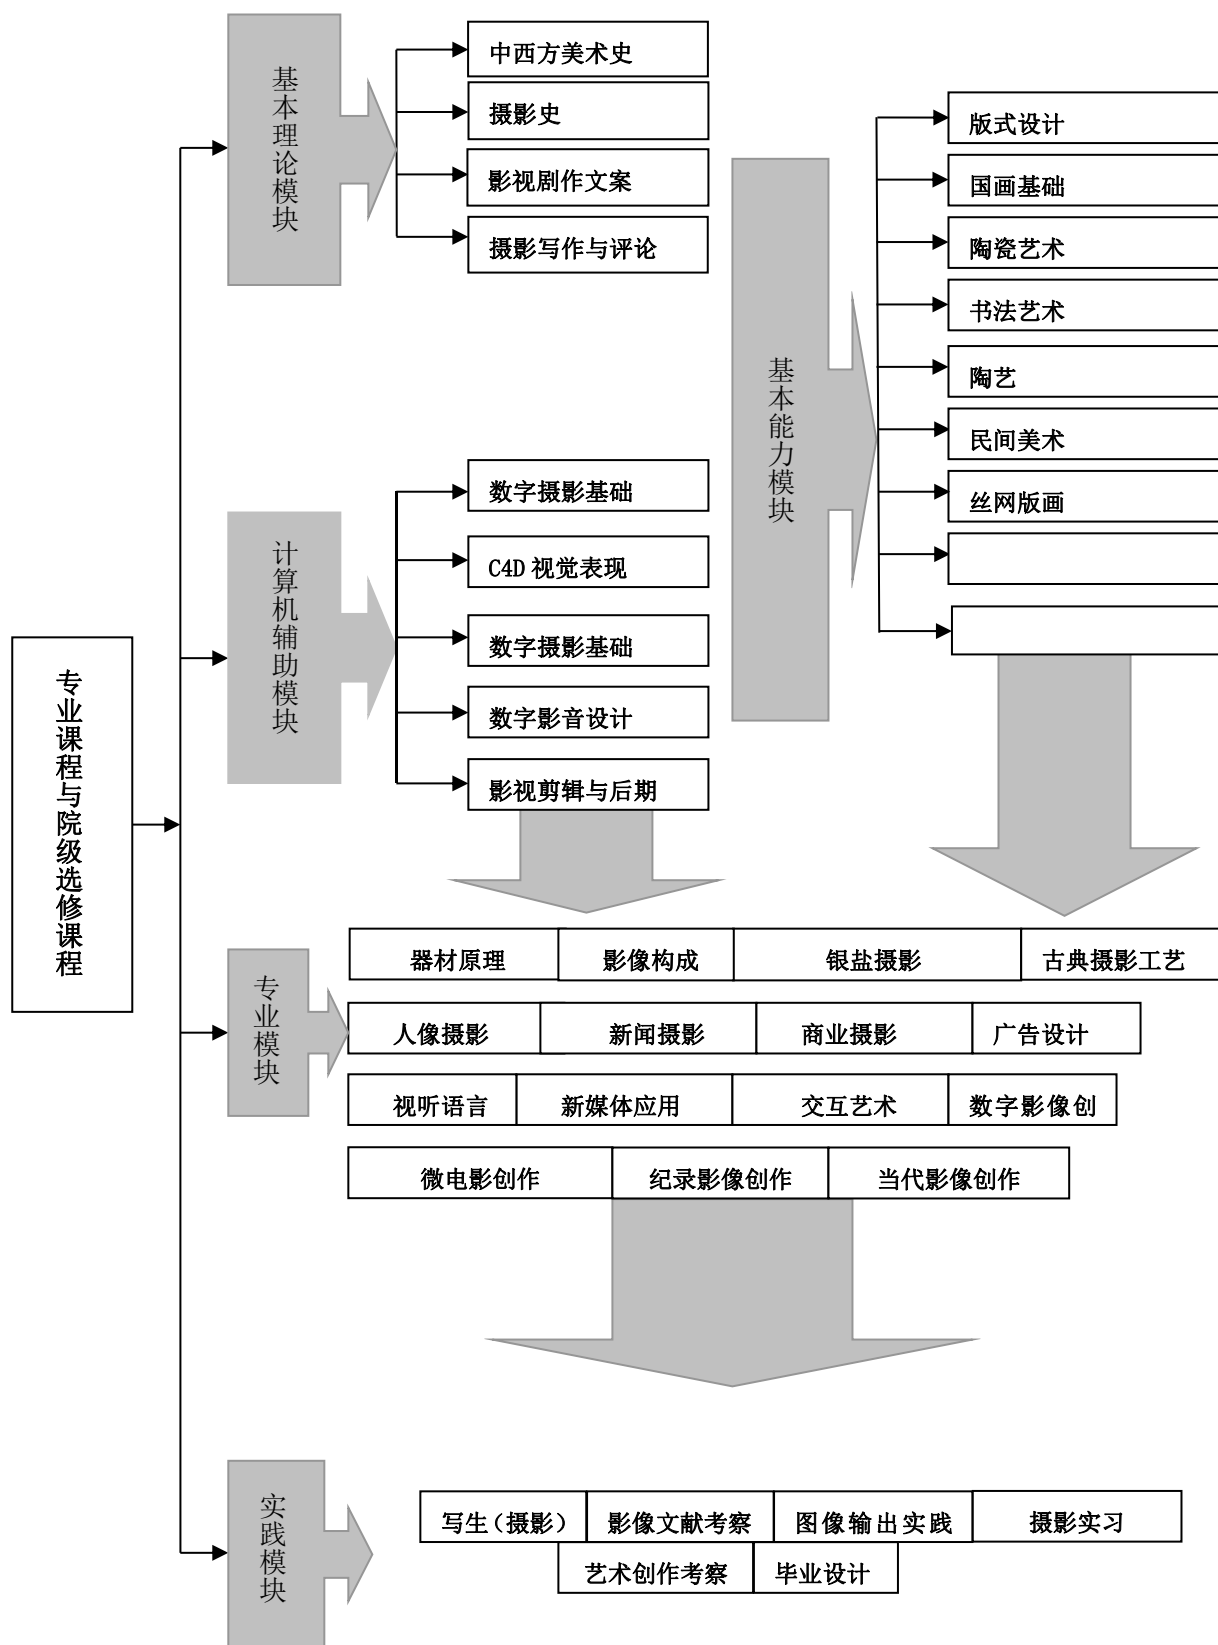 专业课程与院级选修课程
基本理论模块
中西方美术史
摄影史
影视剧作文案
摄影写作与评论
计算机辅助模块
数字摄影基础
C4D 视觉表现
数字摄影基础
数字影音设计
影视剪辑与后期
基本能力模块
版式设计
国画基础
陶瓷艺术
书法艺术
陶艺
民间美术
丝网版画
专业模块
器材原理 影像构成 银盐摄影 古典摄影工艺
人像摄影 新闻摄影 商业摄影 广告设计
视听语言 新媒体应用 交互艺术 数字影像创
微电影创作 纪录影像创作 当代影像创作
实践模块
写生（摄影） 影像文献考察 图像输出实践 摄影实习
艺术创作考察 毕业设计